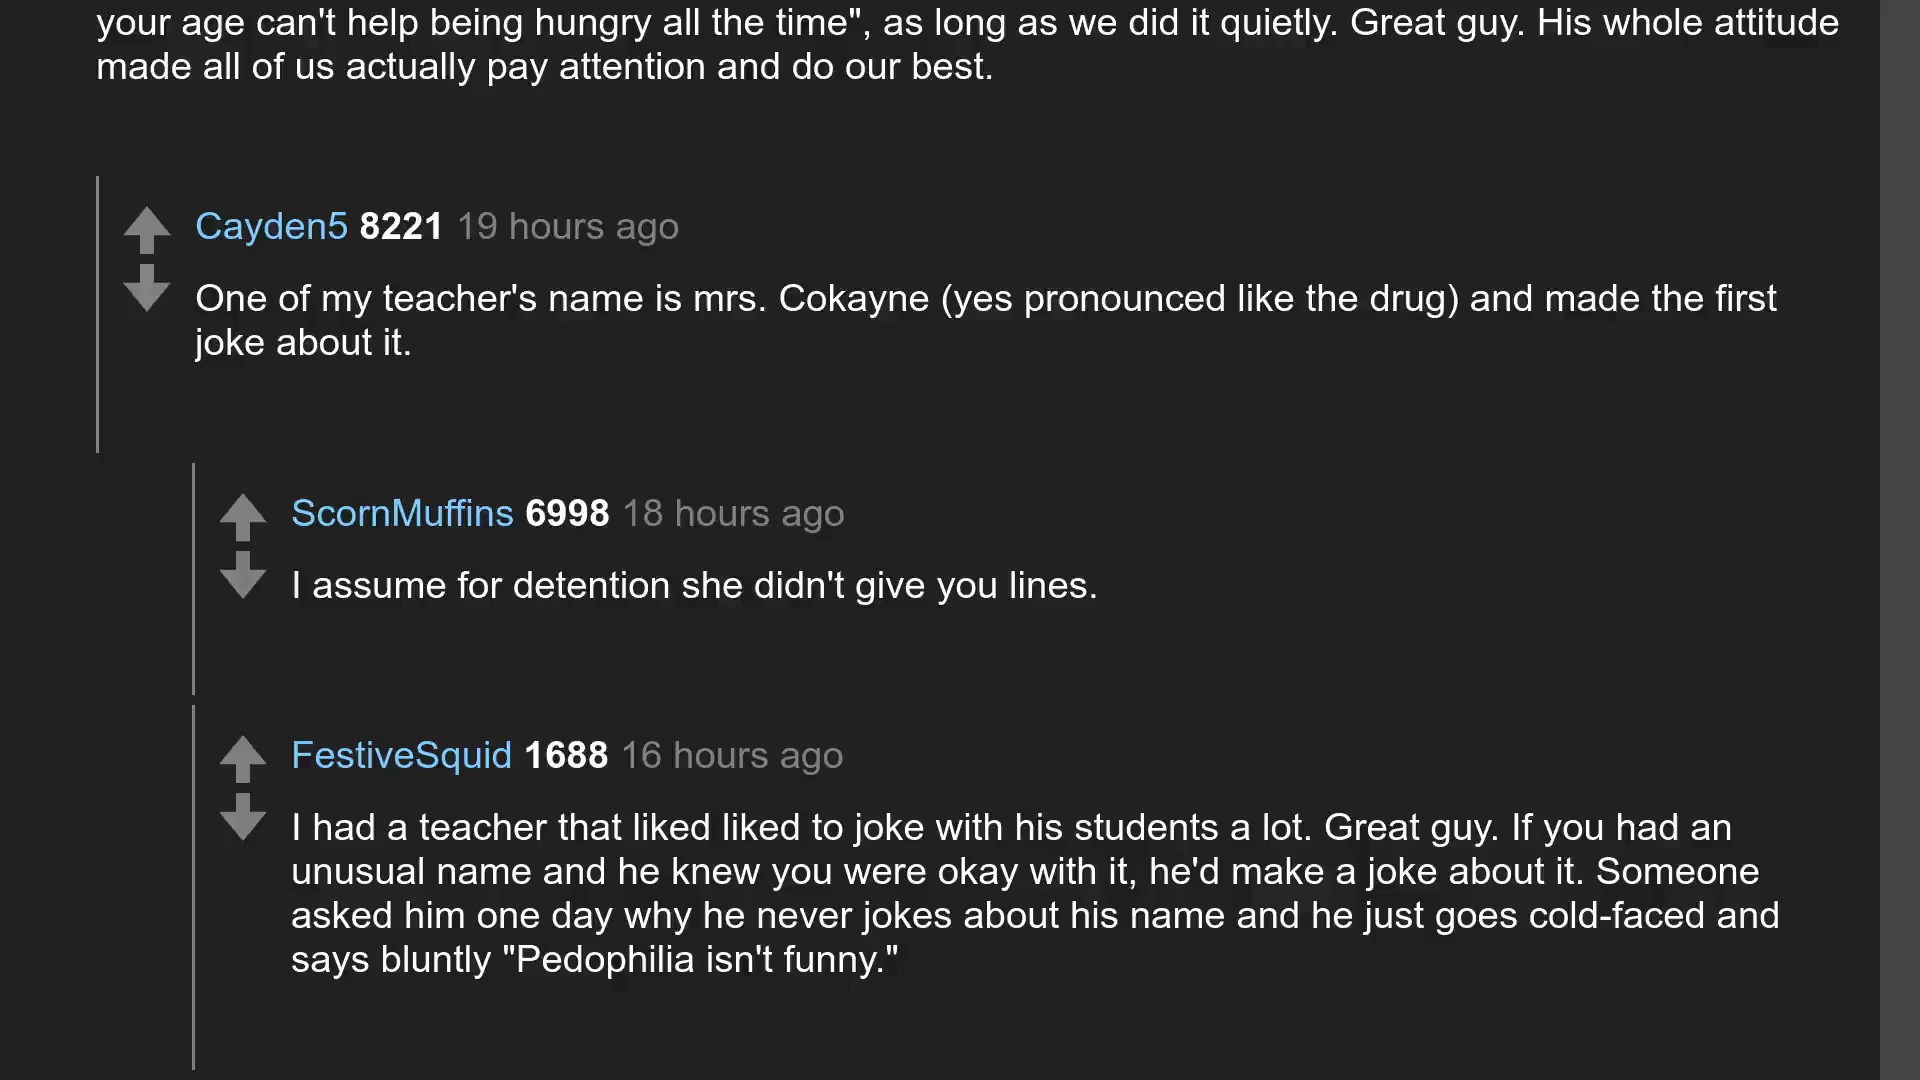 your age can't help being hungry all the time", as long as we did it quietly. Great guy. His whole attitude
made all of us actually pay attention and do our best.
Cayden5 8221 19 hours ago
One of my teacher's name is mrs. Cokayne (yes pronounced like the drug) and made the first
joke about it.
ScornMuffins 6998 18 hours ago
I assume for detention she didn't give you lines.
FestiveSquid 1688 16 hours ago
I had a teacher that liked liked to joke with his students a lot. Great guy. If you had an
unusual name and he knew you were okay with it, he'd make a joke about it. Someone
asked him one day why he never jokes about his name and he just goes cold-faced and
says bluntly "Pedophilia isn't funny."